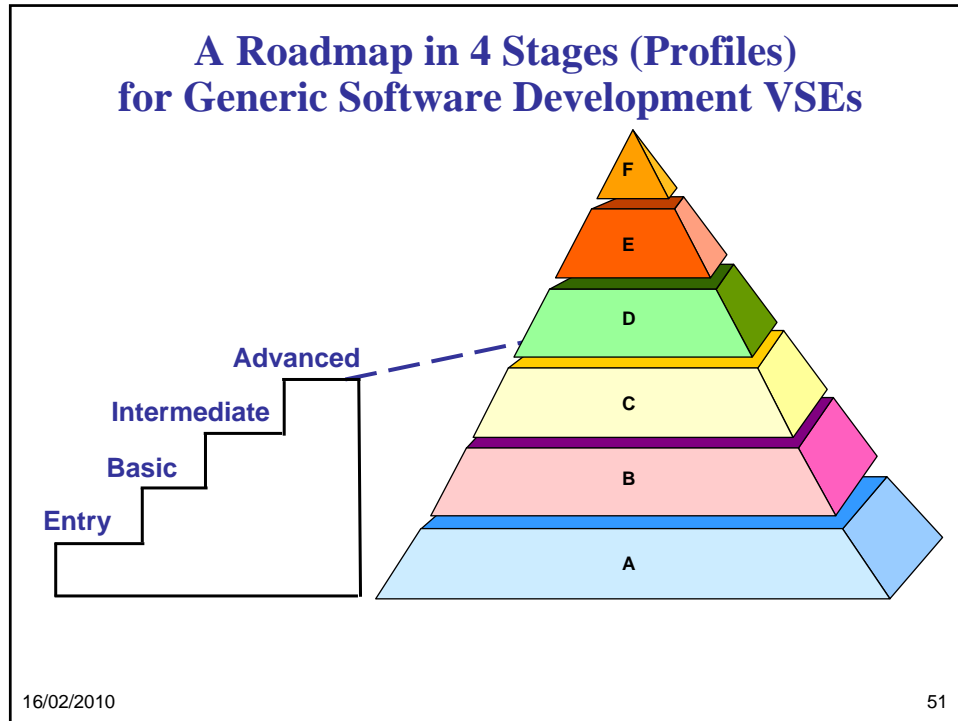 A Roadmap in 4 Stages (Profiles)
for Generic Software Development VSEs
Advanced
Intermediate
Basic
Entry
F
E
D
C
B
A
16/02/2010
51